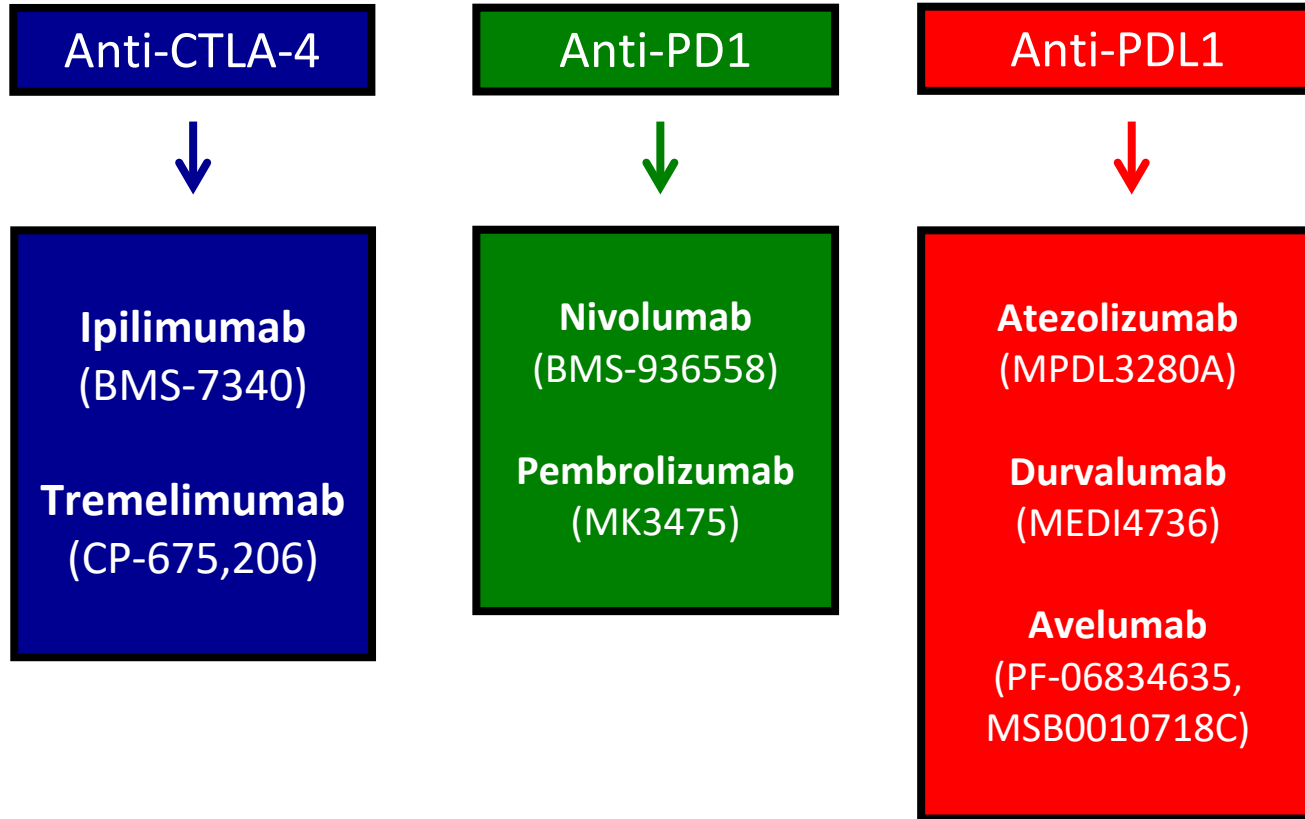 Anti-CTLA-4
Ipilimumab
(BMS-7340)
Tremelimumab
(CP-675,206)
Anti-PD1
Nivolumab
(BMS-936558)
Pembrolizumab
(MK3475)
Anti-PDL1
Atezolizumab
(MPDL3280A)
Durvalumab
(MEDI4736)
Avelumab
(PF-06834635,
MSB0010718C)